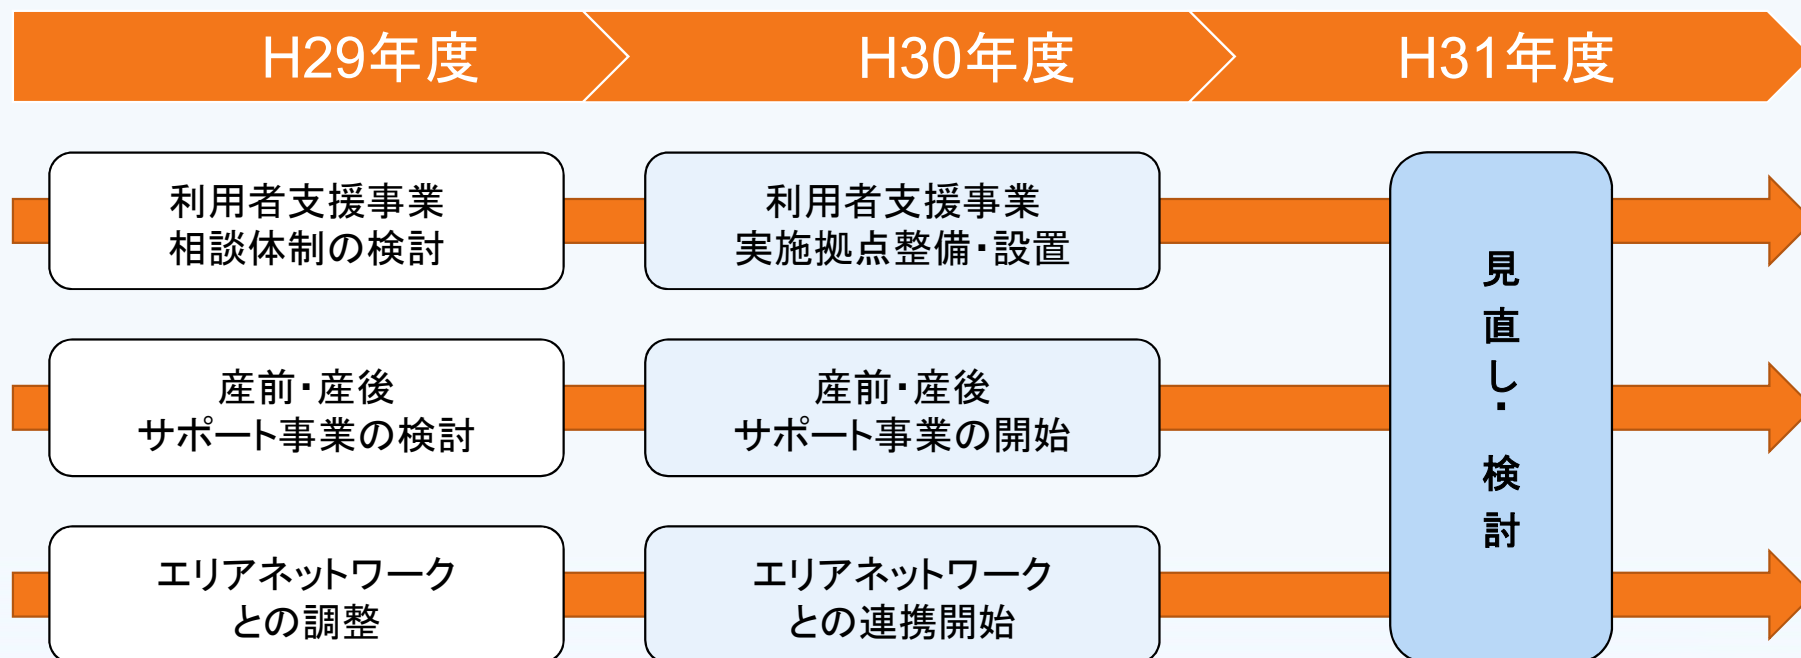 H29年度
H30年度
H31年度
利用者支援事業
相談体制の検討
利用者支援事業
実施拠点整備・設置
産前・産後
サポート事業の検討
産前・産後
サポート事業の開始
エリアネットワーク
との調整
エリアネットワーク
との連携開始
見直し・検討